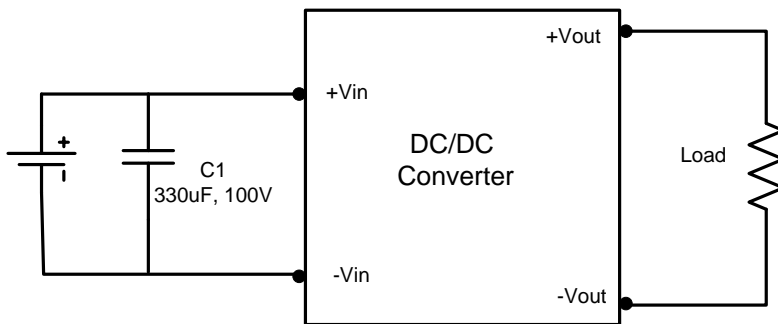 +Vout
+Vin
DC/DC
Converter
Load
+
-
C1
330uF, 100V
-Vin
-Vout